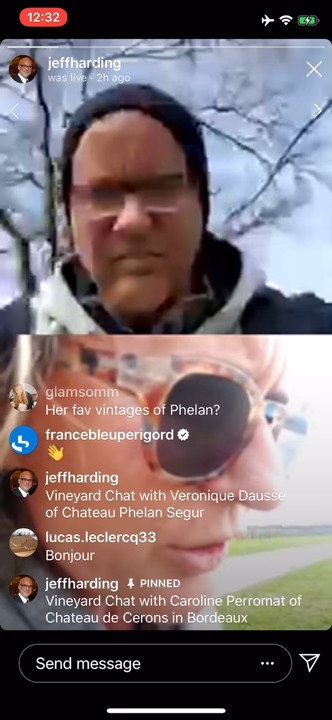 12:32
jeffharding
was live · 2h ago
glamsomm
Her fav vintages of Phelan?
francebleuperigord
👋
jeffharding
Vineyard Chat with Veronique Dausse
of Chateau Phelan Segur
lucas.leclercq33
Bonjour
jeffharding PINNED
Vineyard Chat with Caroline Perromat of
Chateau de Cerons in Bordeaux
Send message